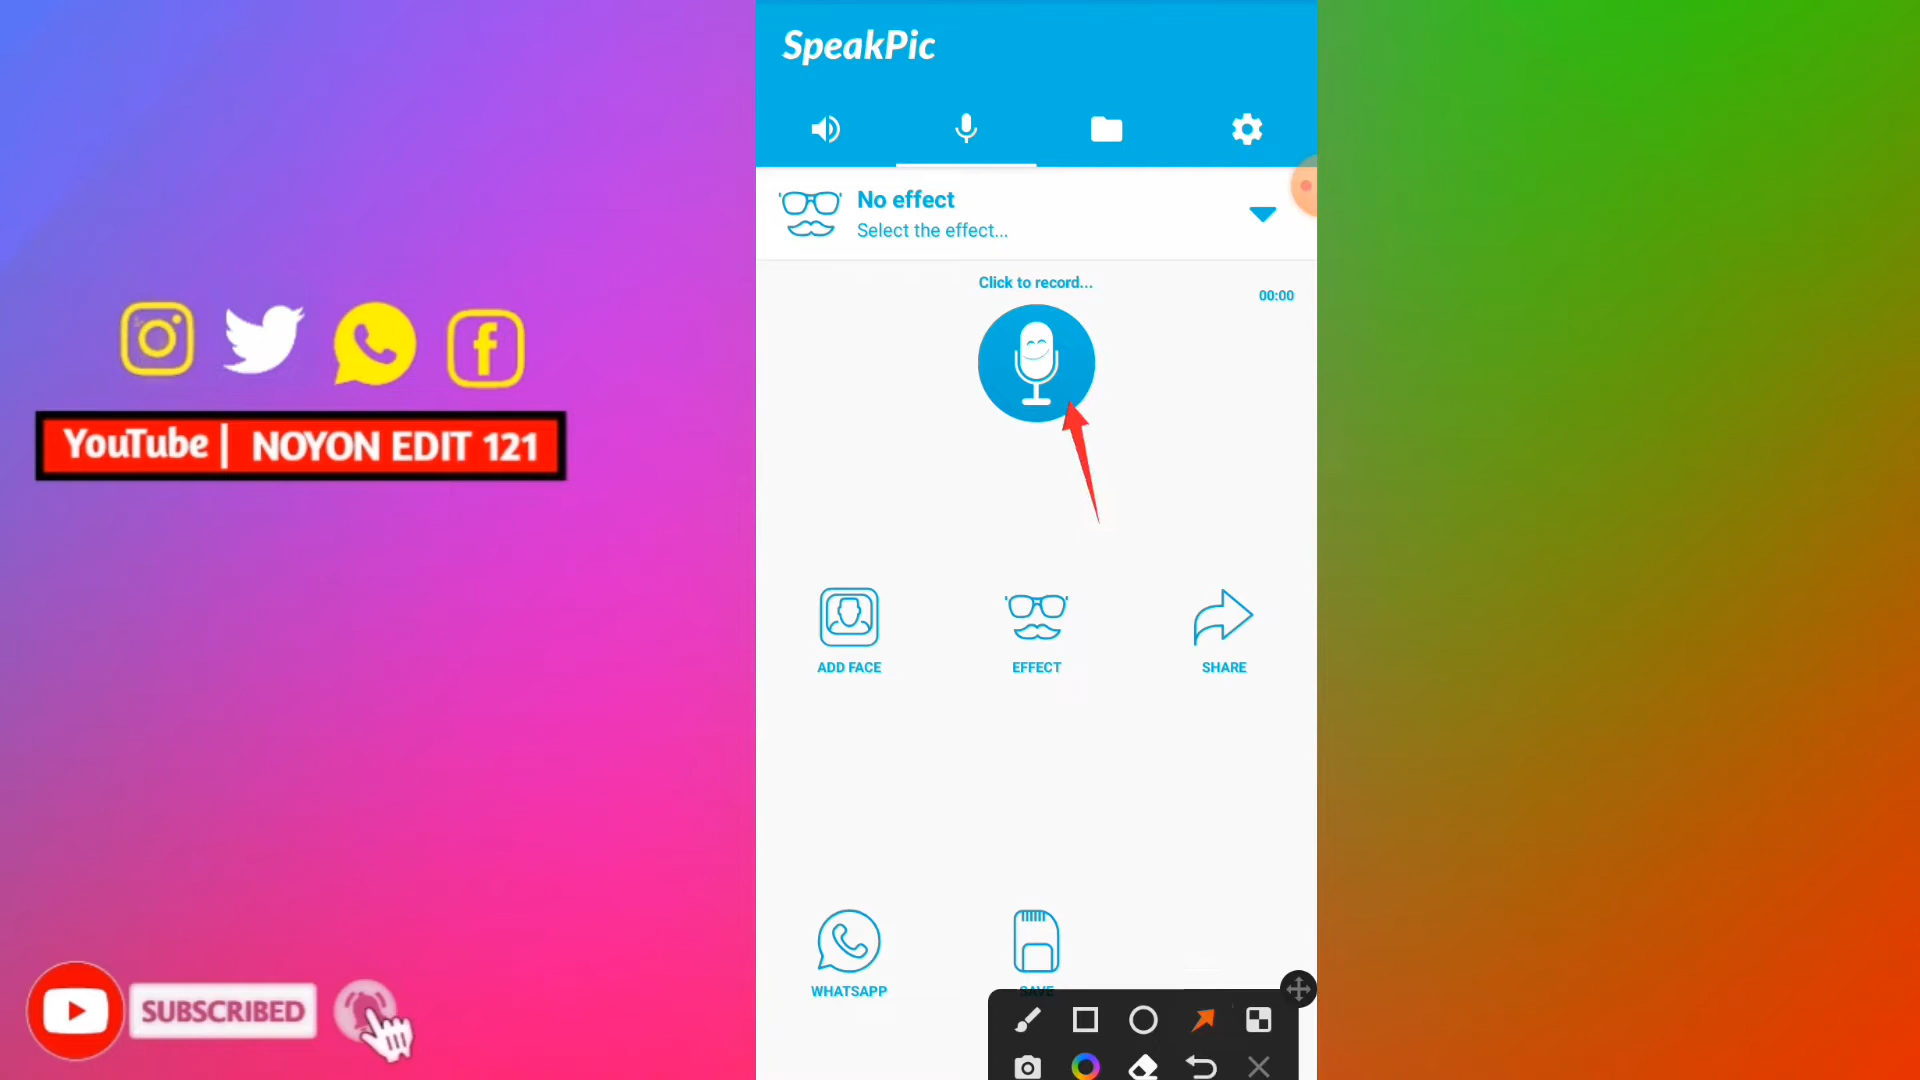 SpeakPic
No effect
Select the effect...
Click to record...
00:00
YouTube | NOYON EDIT 121
ADD FACE
EFFECT
SHARE
WHATSAPP
SAVE
SUBSCRIBED